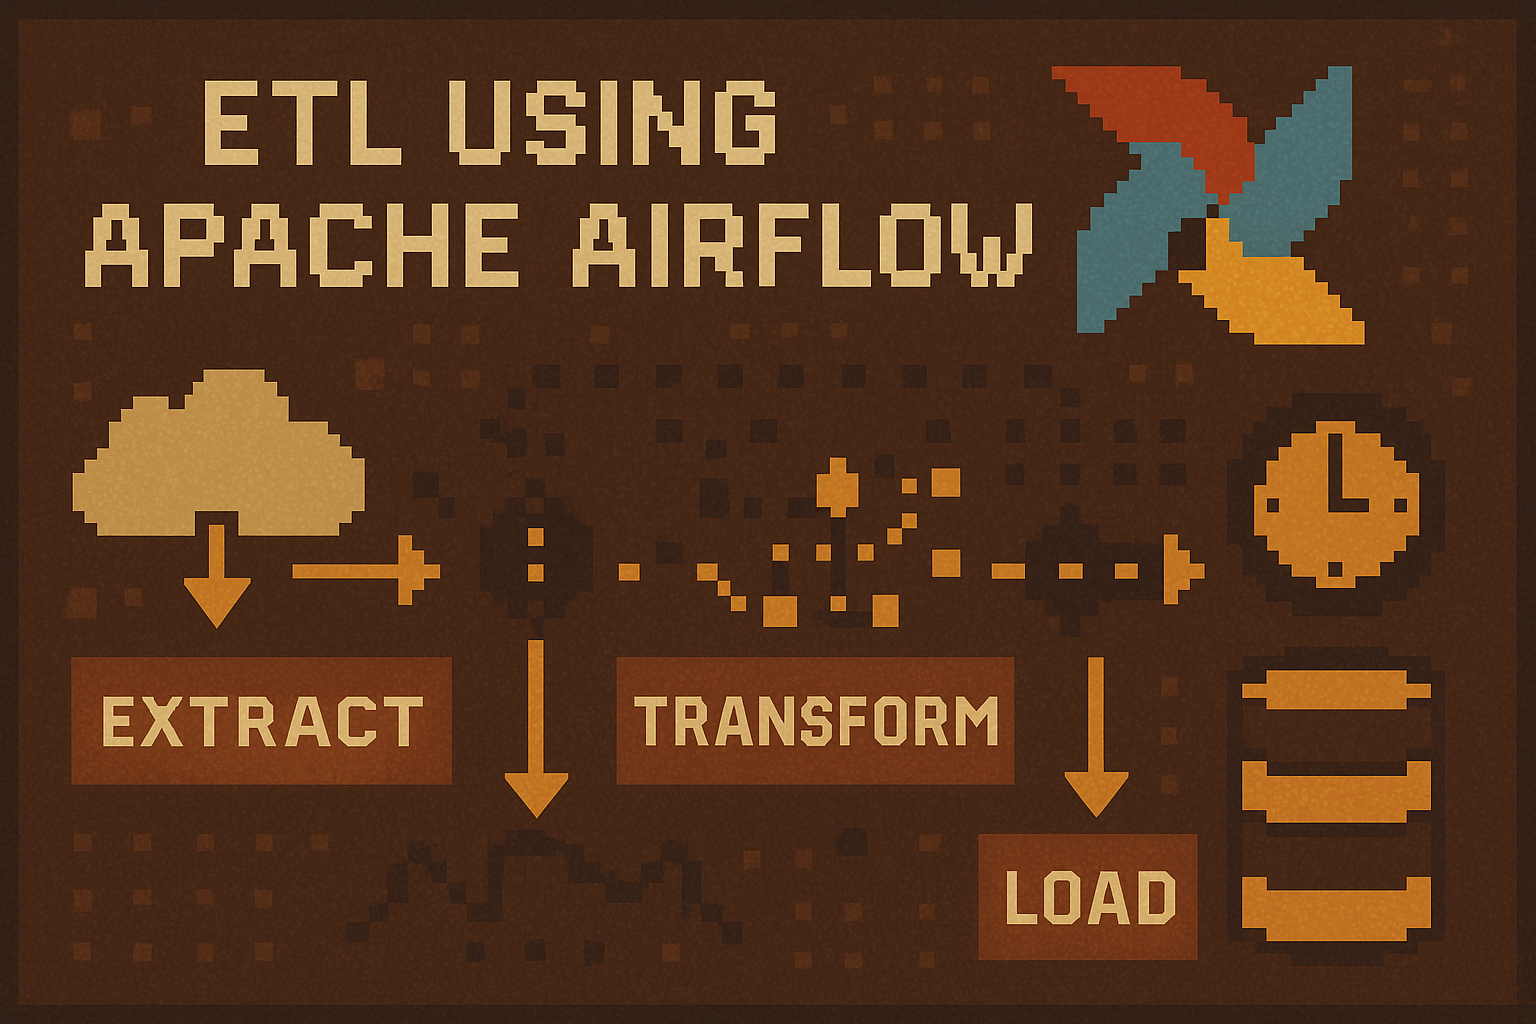 ETL USING
APACHE AIRFLOW
EXTRACT
TRANSFORM
LOAD